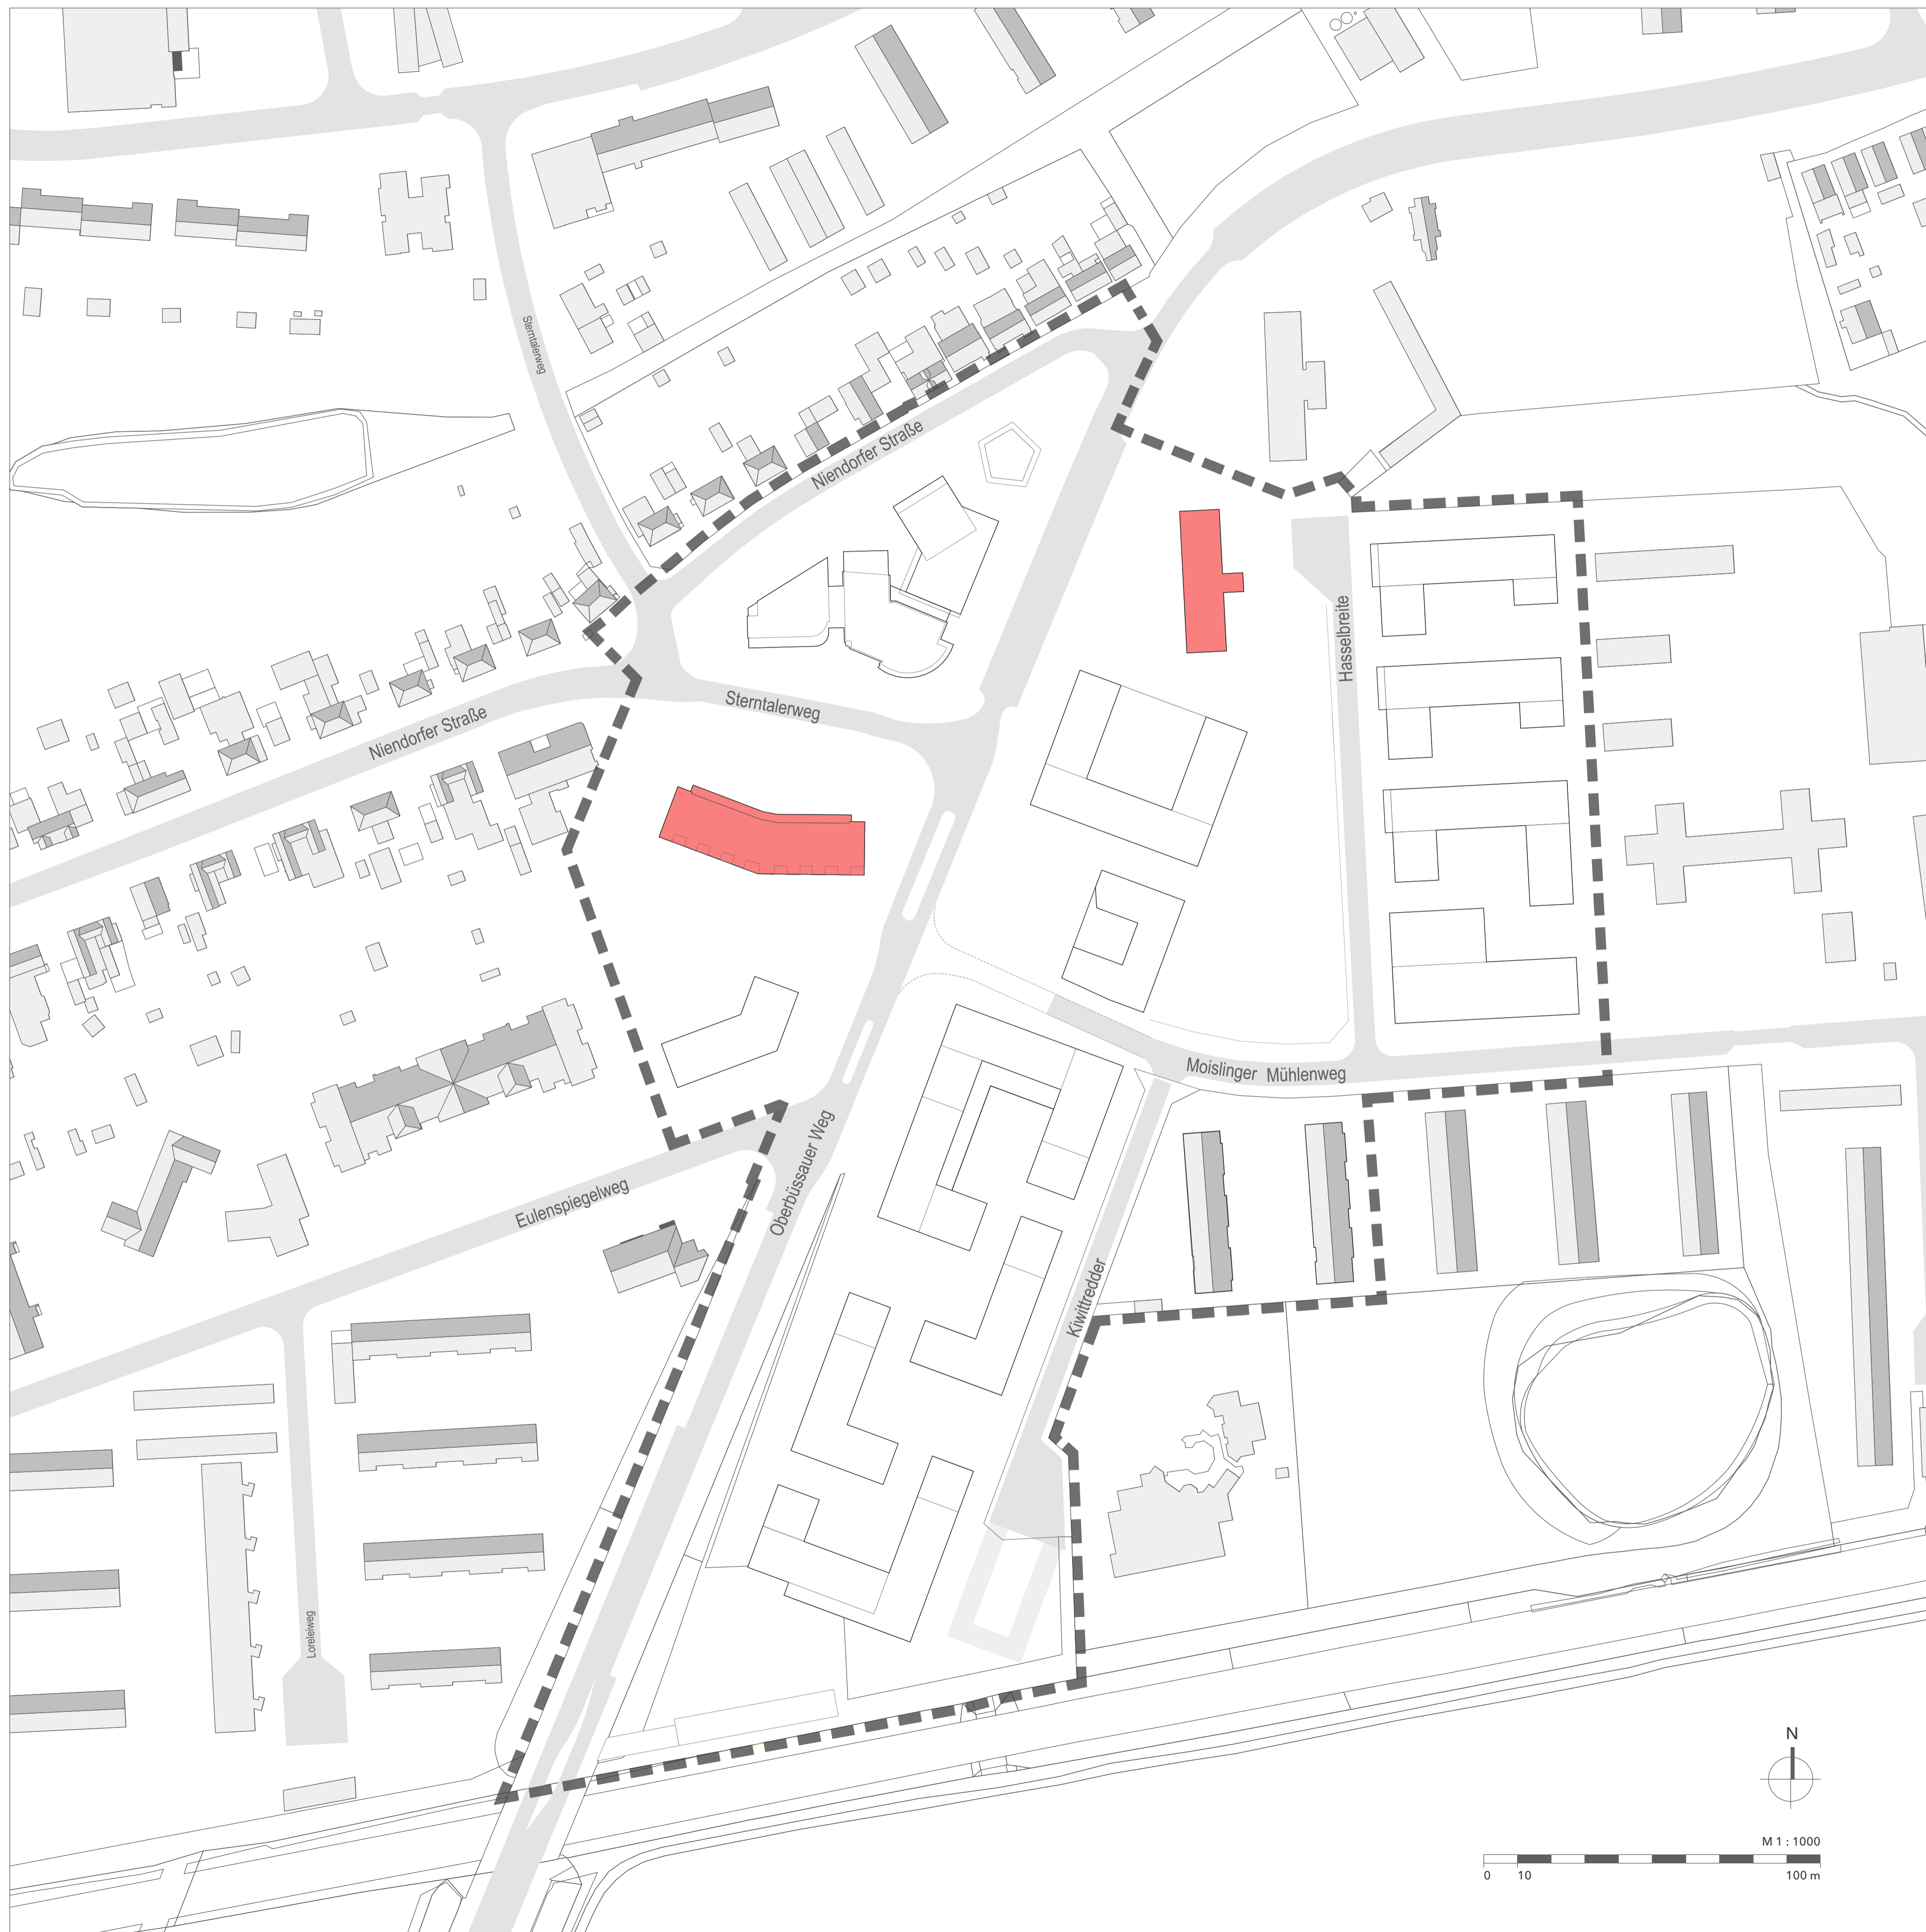 Sterntalerweg
Niendorfer Straße
Hasselbreite
Sterntalerweg
Niendorfer Straße
Moislinger Mühlenweg
Oberbüssauer Weg
Eulenspiegelweg
Kiwittredder
Loreleiweg
N
M 1 : 1000
0 10 100 m